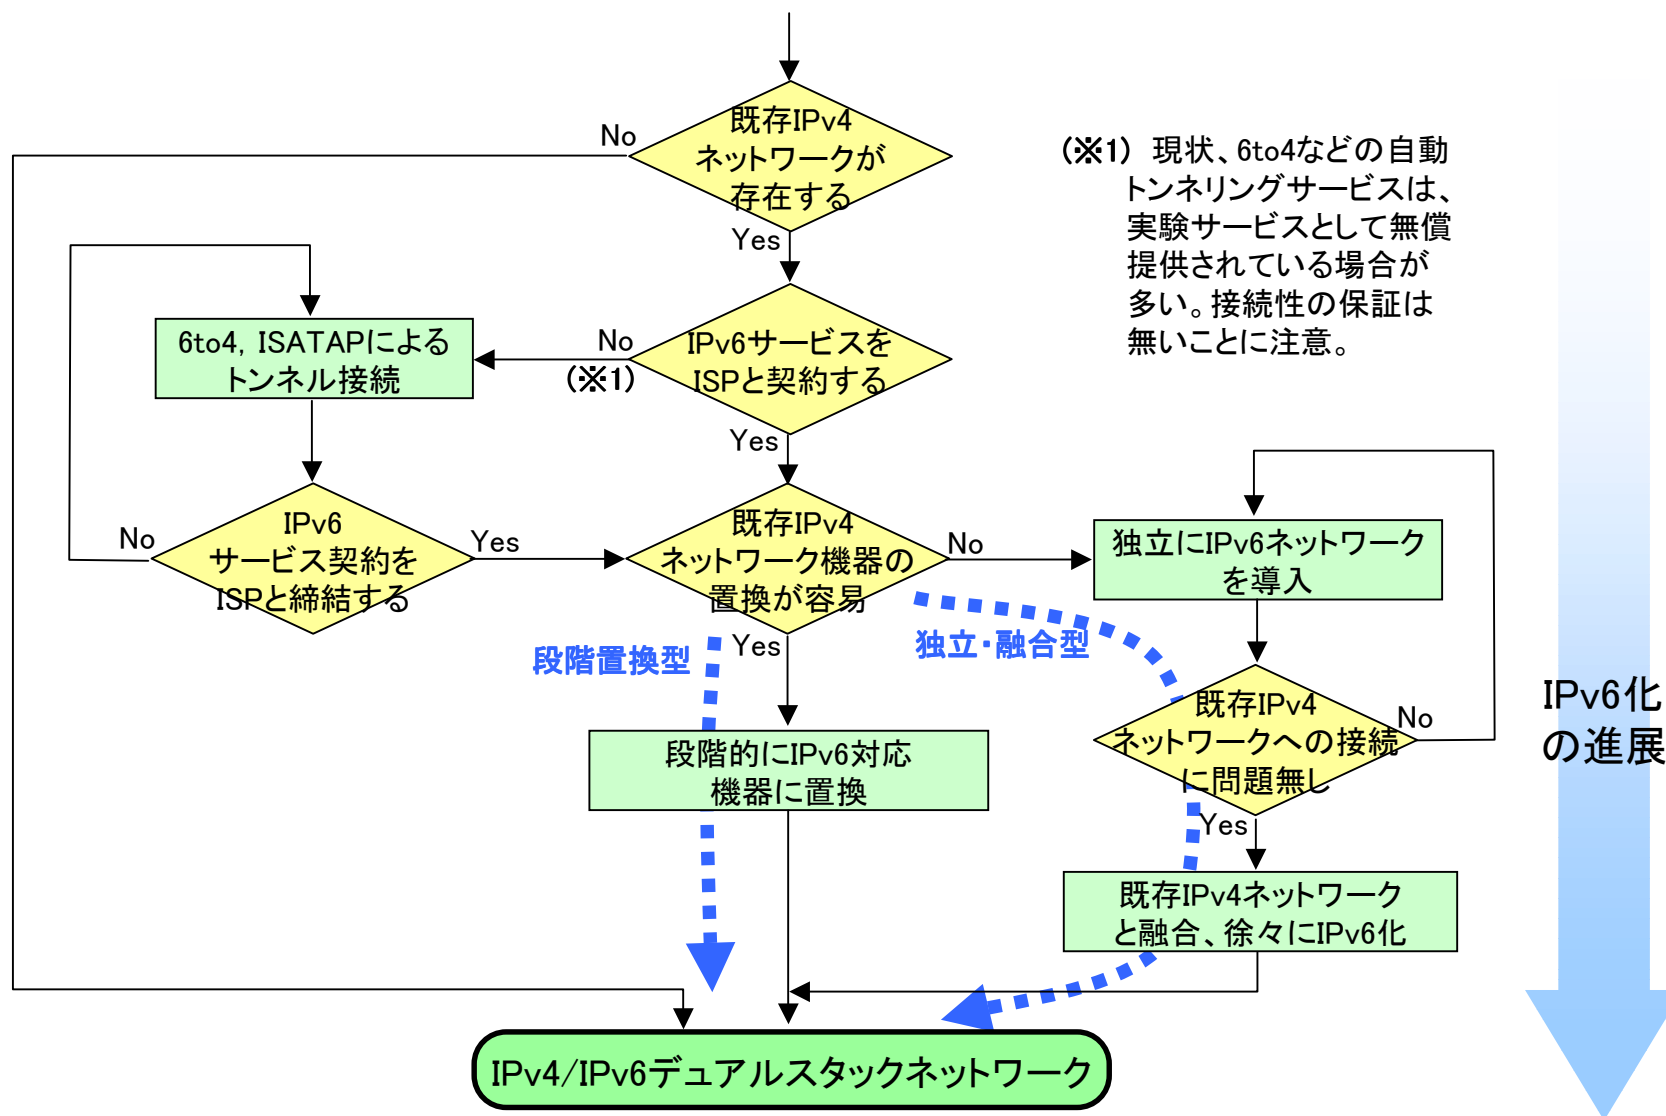 既存IPv4
ネットワークが
存在する
No
Yes
(※1) 現状、6to4などの自動
トンネリングサービスは、
実験サービスとして無償
提供されている場合が
多い。接続性の保証は
無いことに注意。
6to4, ISATAPによる
トンネル接続
No
(※1)
IPv6サービスを
ISPと契約する
Yes
No
IPv6
サービス契約を
ISPと締結する
Yes
既存IPv4
ネットワーク機器の
置換が容易
No
独立にIPv6ネットワーク
を導入
段階置換型
Yes
独立・融合型
既存IPv4
ネットワークへの接続
に問題無し
No
Yes
IPv6化
の進展
段階的にIPv6対応
機器に置換
既存IPv4ネットワーク
と融合、徐々にIPv6化
IPv4/IPv6デュアルスタックネットワーク